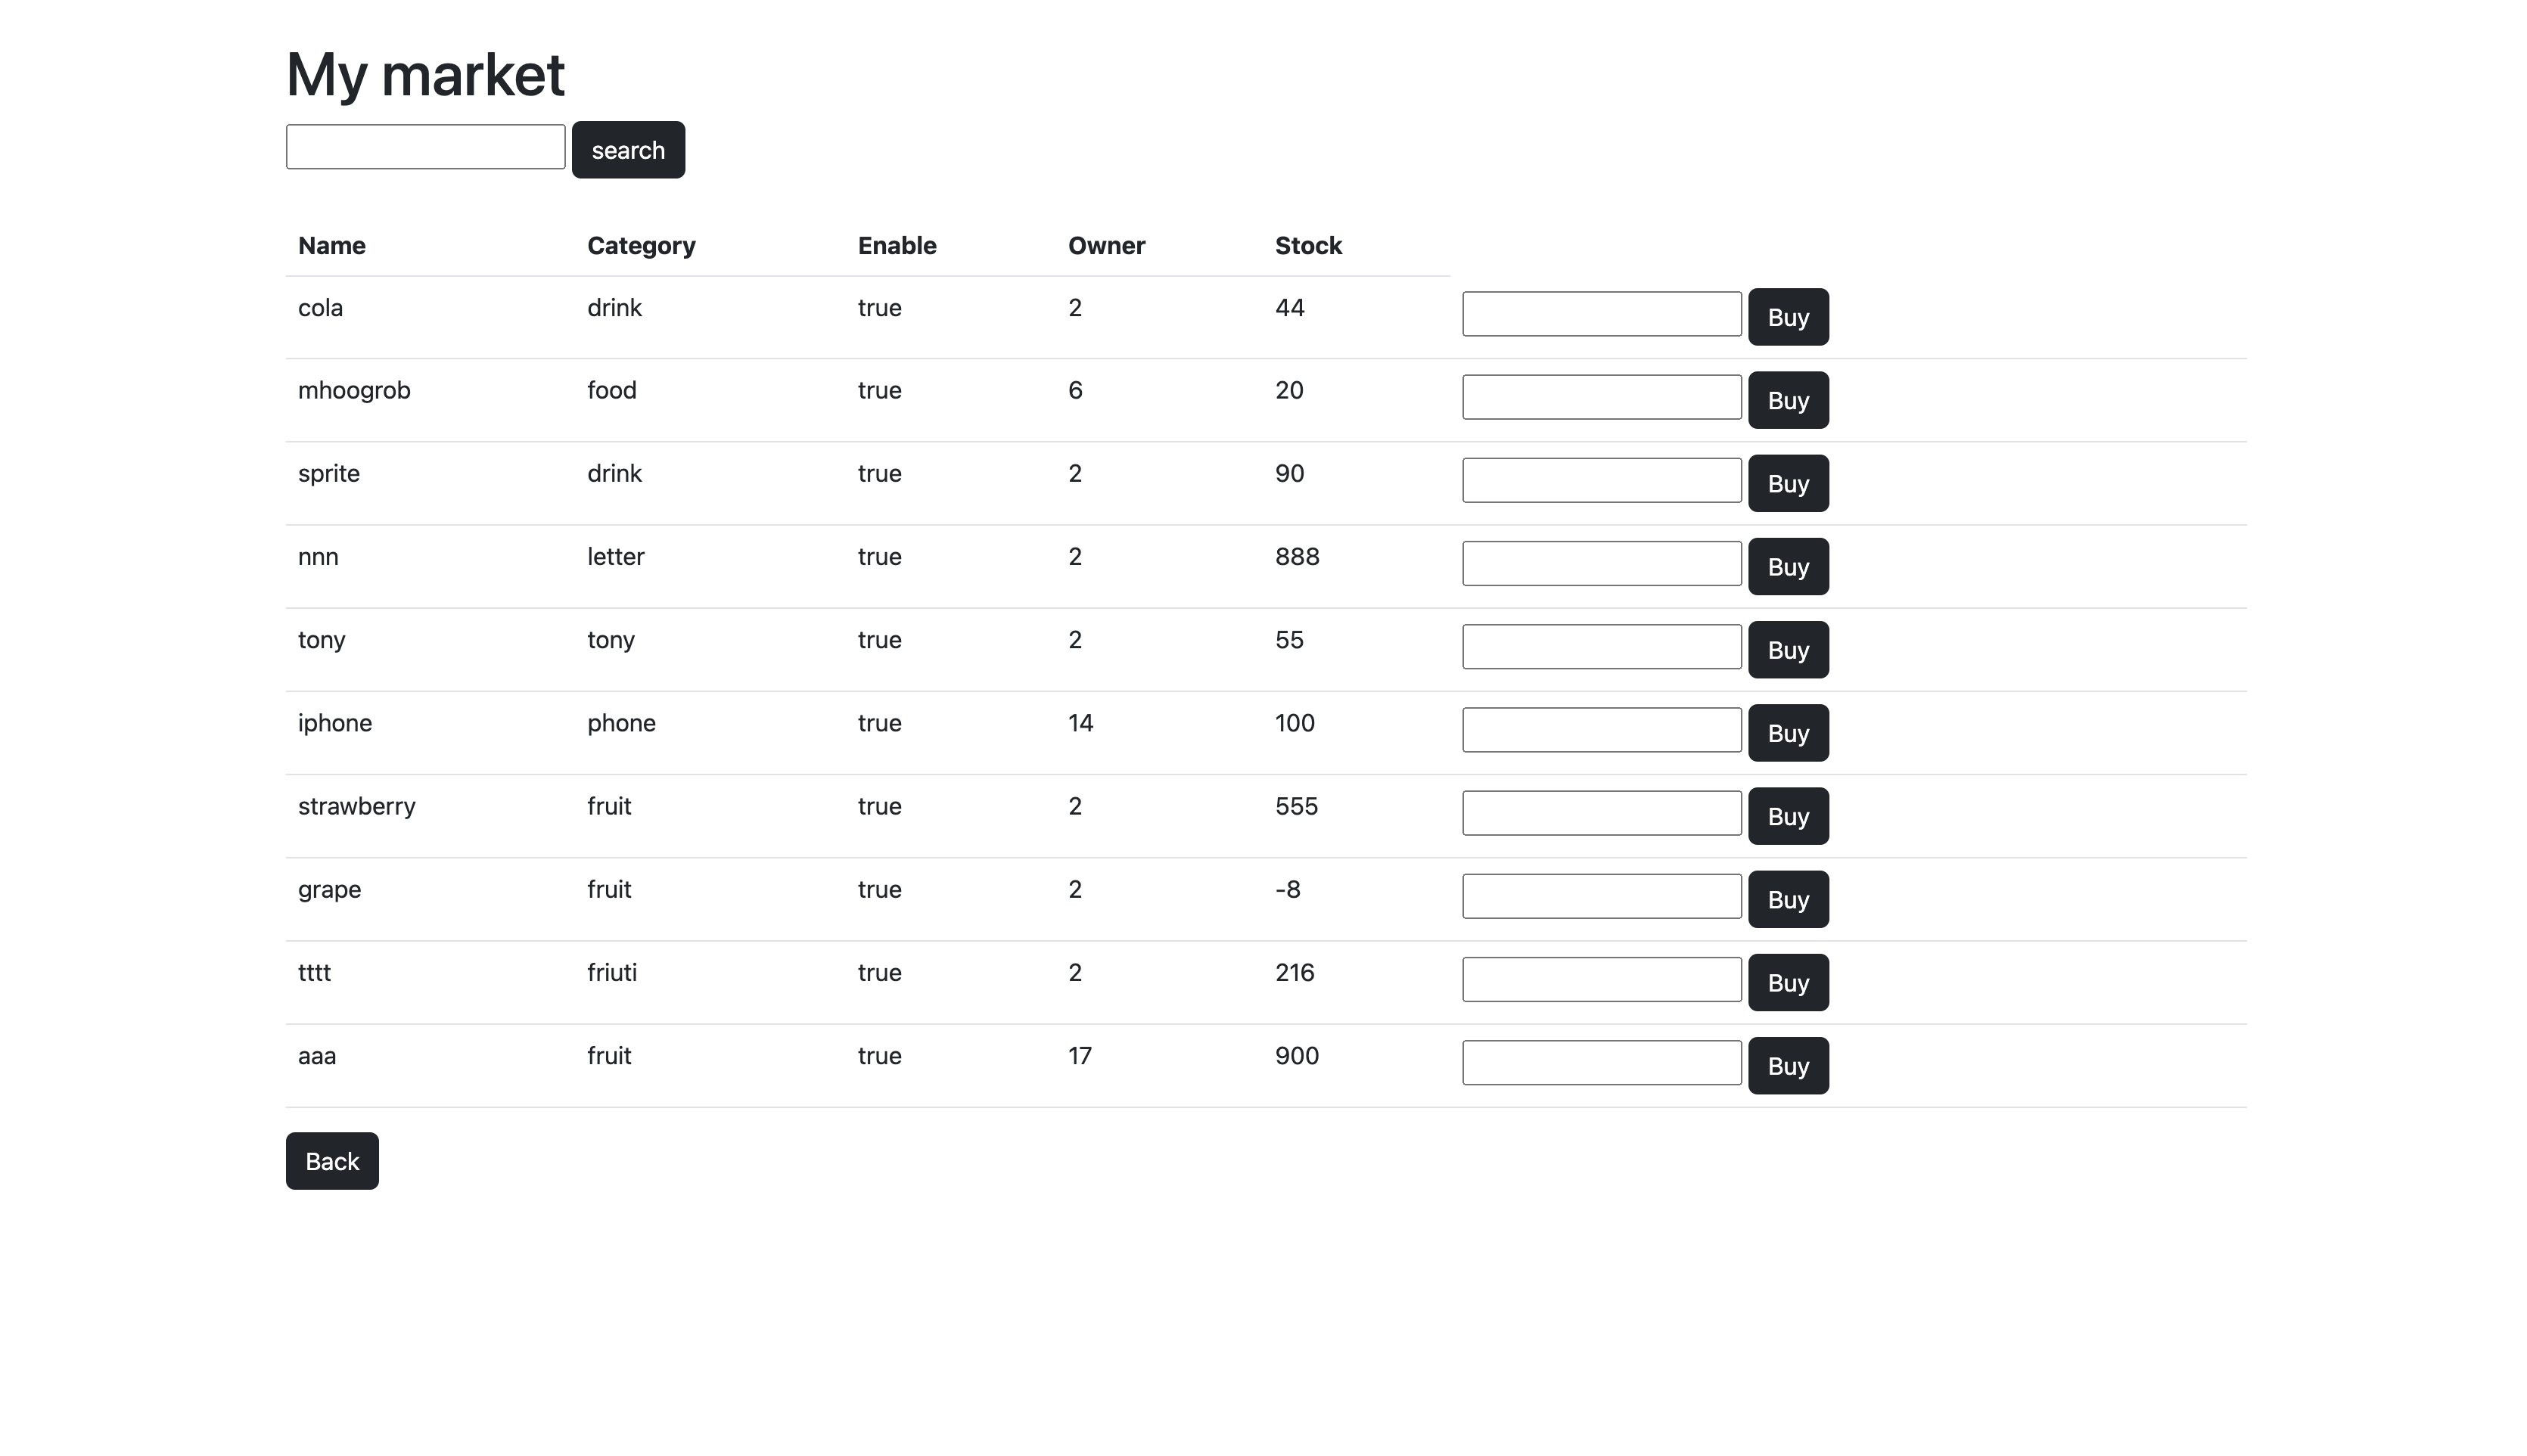 My market
search
Name Category Enable Owner Stock
cola drink true 2 44 Buy
mhoogrob food true 6 20 Buy
sprite drink true 2 90 Buy
nnn letter true 2 888 Buy
tony tony true 2 55 Buy
iphone phone true 14 100 Buy
strawberry fruit true 2 555 Buy
grape fruit true 2 -8 Buy
tttt friuti true 2 216 Buy
aaa fruit true 17 900 Buy
Back